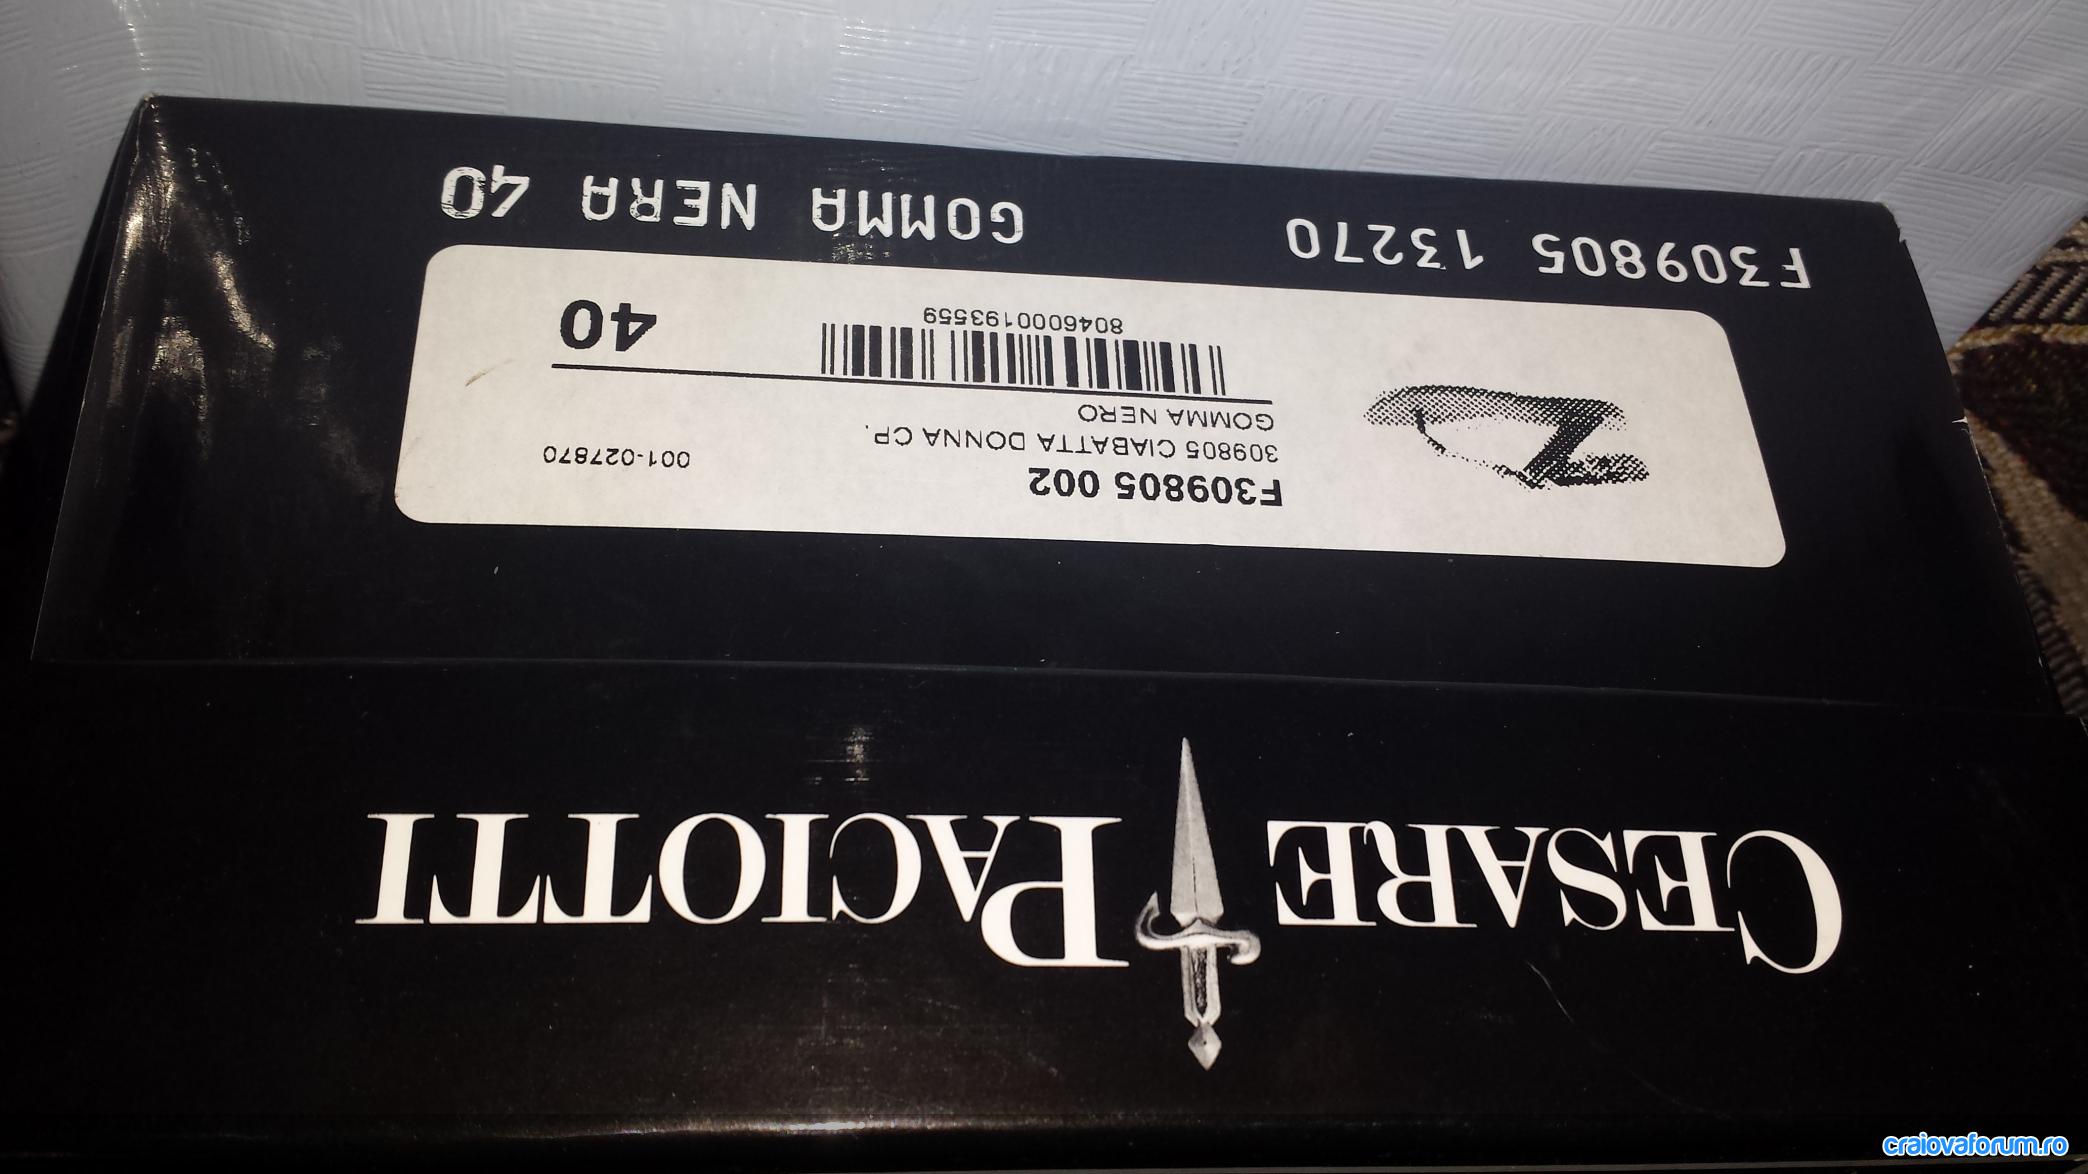 CESARE PACIOTTI
F309805 002
309805 CIABATTA DONNA CP.
001-027870
GOMMA NERO
8046000193559
40
F309805 13270 GOMMA NERA 40
craiovaforum.ro